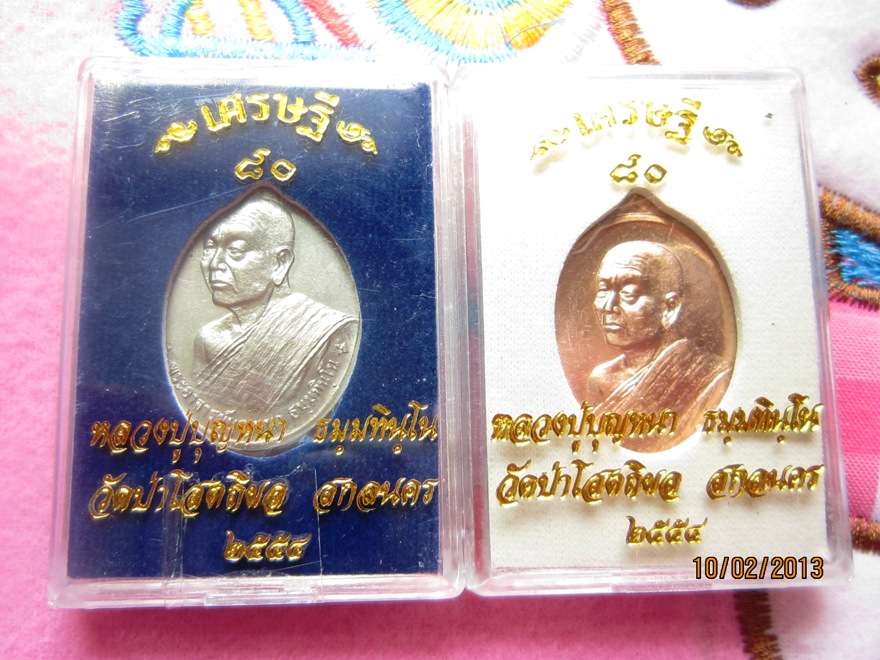 เศรษฐี
๘๐
หลวงปู่บุญหนา ธมฺมทินฺโน
วัดป่าโสตถิผล สกลนคร
๒๕๕๔
เศรษฐี
๘๐
หลวงปู่บุญหนา ธมฺมทินฺโน
วัดป่าโสตถิผล สกลนคร
๒๕๕๔
10/02/2013